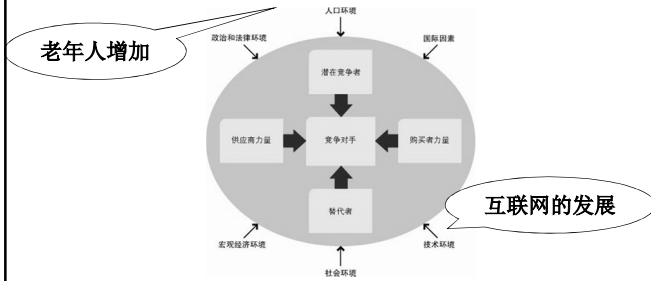 人口环境
政治和法律环境
国际因素
老年人增加
潜在竞争者
供应商力量
竞争对手
购买者力量
替代者
互联网的发展
宏观经济环境
技术环境
社会环境